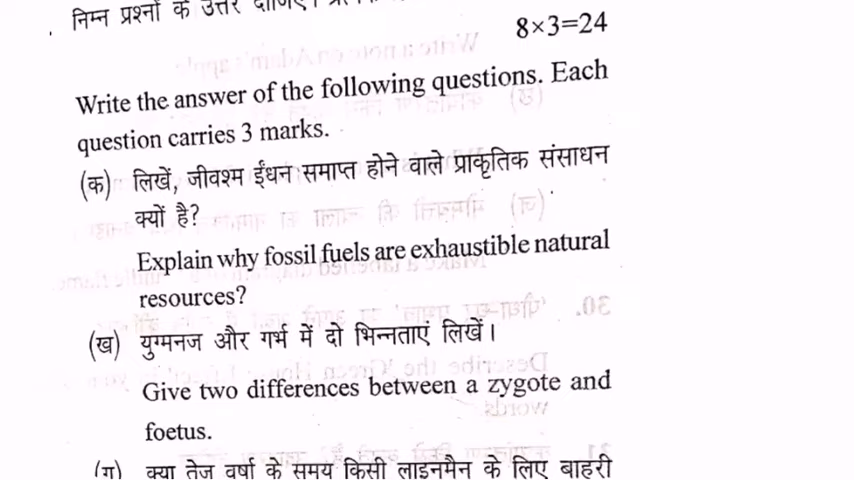 निम्न प्रश्नों के उत्तर दीजिए।
8×3=24
Write the answer of the following questions. Each
question carries 3 marks.
(क) लिखें, जीवश्म ईंधन समाप्त होने वाले प्राकृतिक संसाधन
क्यों है?
Explain why fossil fuels are exhaustible natural
resources?
(ख) युग्मनज और गर्भ में दो भिन्नताएं लिखें।
Give two differences between a zygote and
foetus.
(ग) क्या तेज वर्षा के समय किसी लाइनमैन के लिए बाहरी